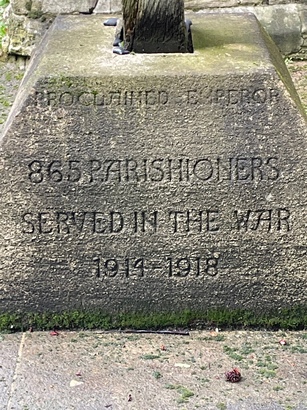 PROCLAIMED EMPEROR
865 PARISHIONERS
SERVED IN THE WAR
1914-1918